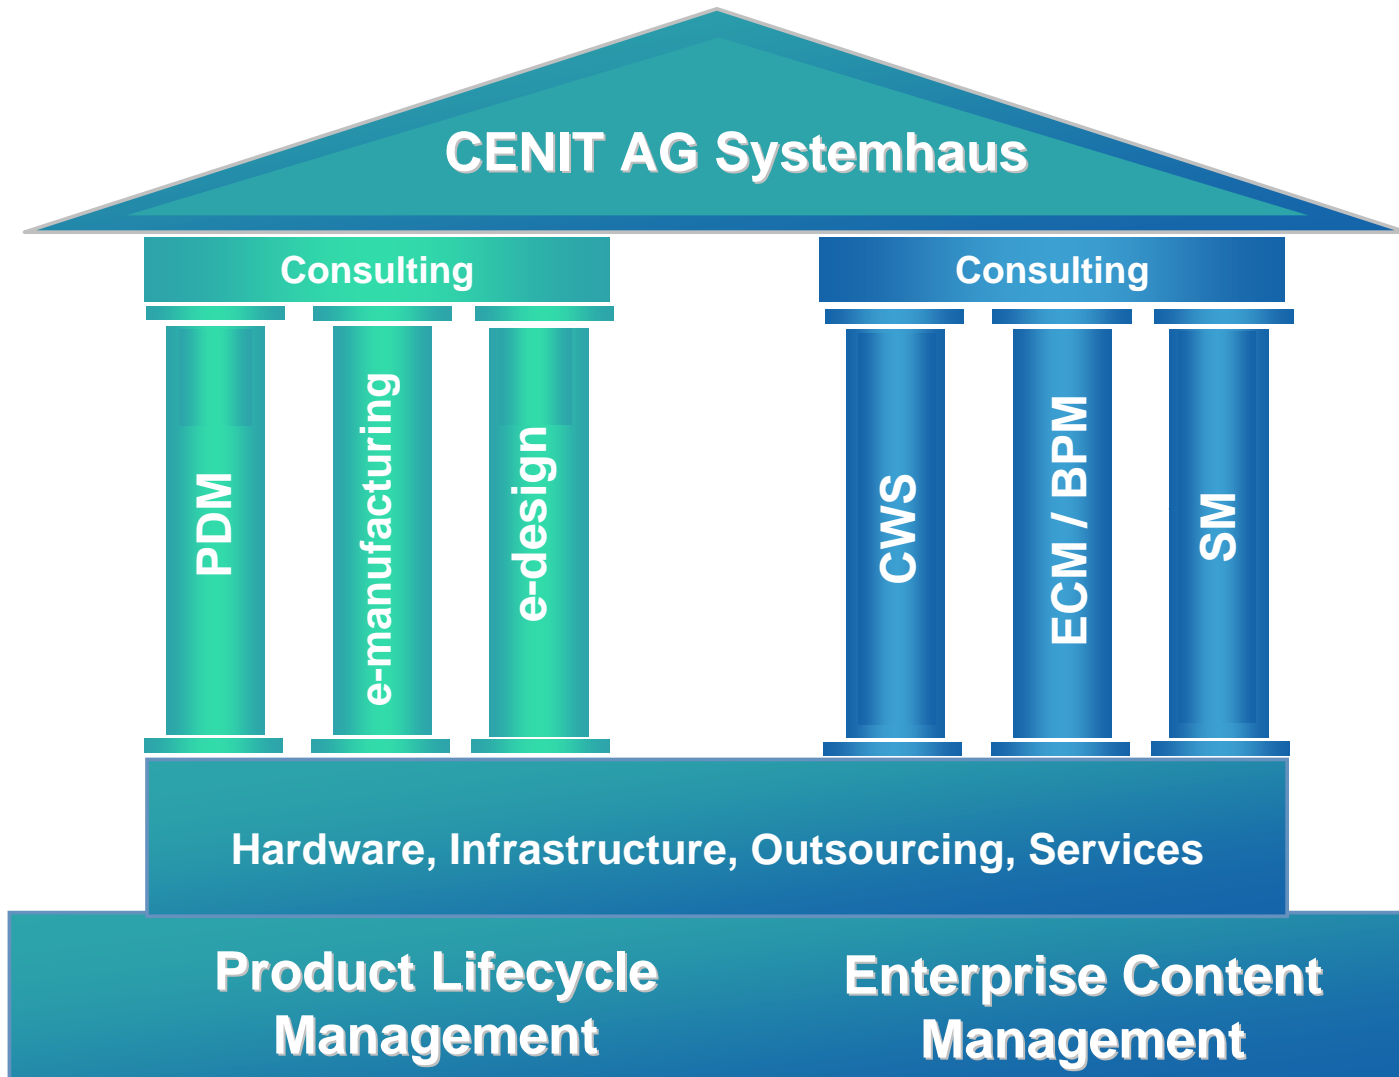 CENIT AG Systemhaus
Consulting
Consulting
PDM
e-manufacturing
e-design
CWS
ECM / BPM
SM
Hardware, Infrastructure, Outsourcing, Services
Product Lifecycle
Management
Enterprise Content
Management